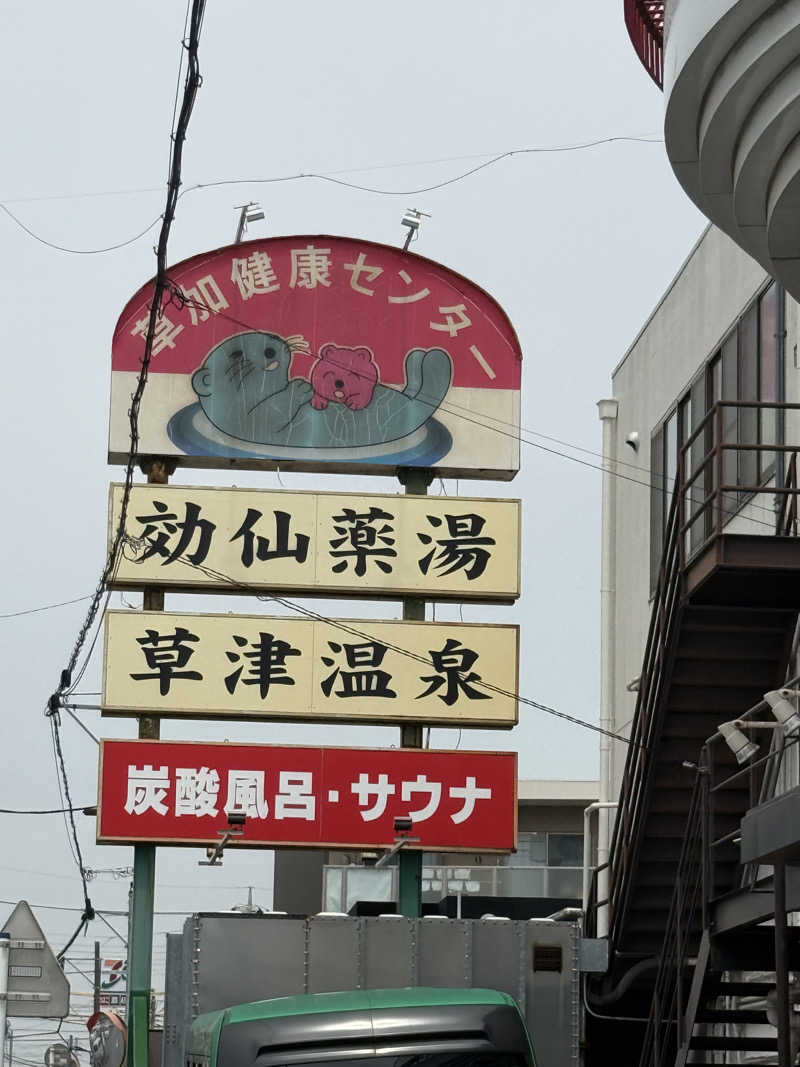 草加健康センター
効仙薬湯
草津温泉
炭酸風呂・サウナ